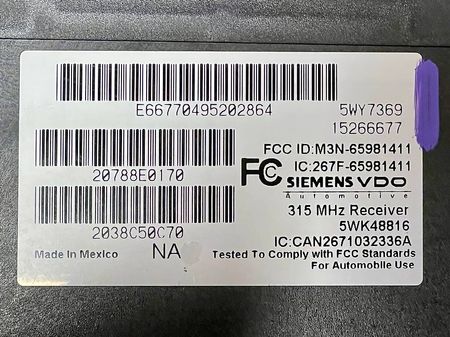 E66770495202864
5WY7369
15266677
FCC ID:M3N-65981411
IC:267F-65981411
20788E0170
FC
SIEMENS VDO
Automotive
315 MHz Receiver
5WK48816
2038C50C70
IC:CAN2671032336A
Made in Mexico
NA
Tested To Comply with FCC Standards
For Automobile Use